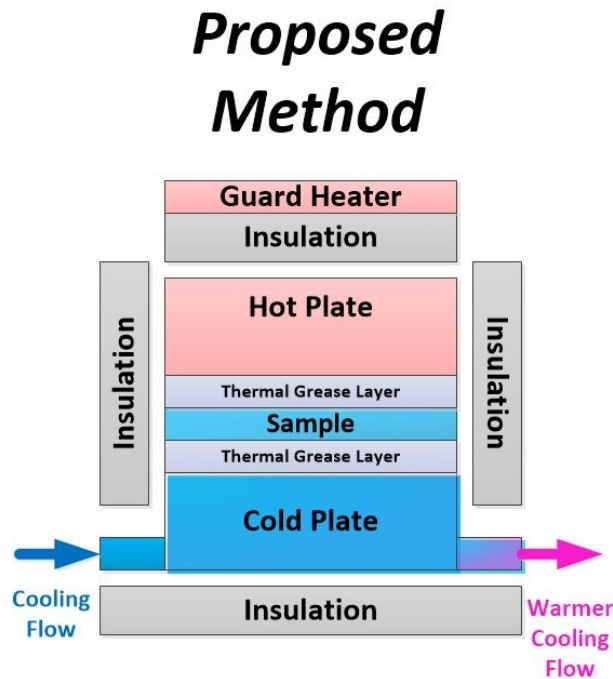 Proposed
Method
Guard Heater
Insulation
Hot Plate
Insulation
Insulation
Thermal Grease Layer
Sample
Thermal Grease Layer
Cold Plate
Cooling
Flow
Insulation
Warmer
Cooling
Flow